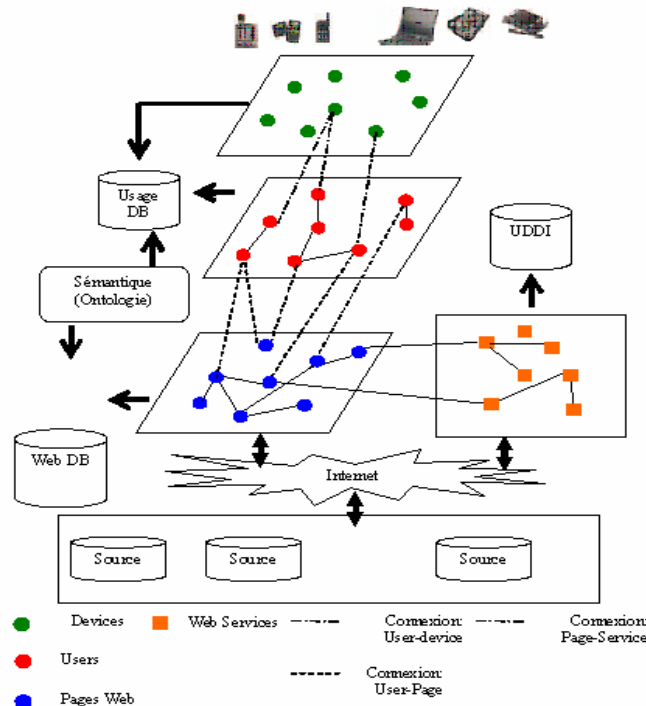 Usage
DB
UDDI
Sémantique
(Ontologie)
Web DB
Internet
Source
Source
Source
Devices
Web Services
Connexion:
User-device
Connexion:
Page-Service
Users
Connexion:
User-Page
Pages Web